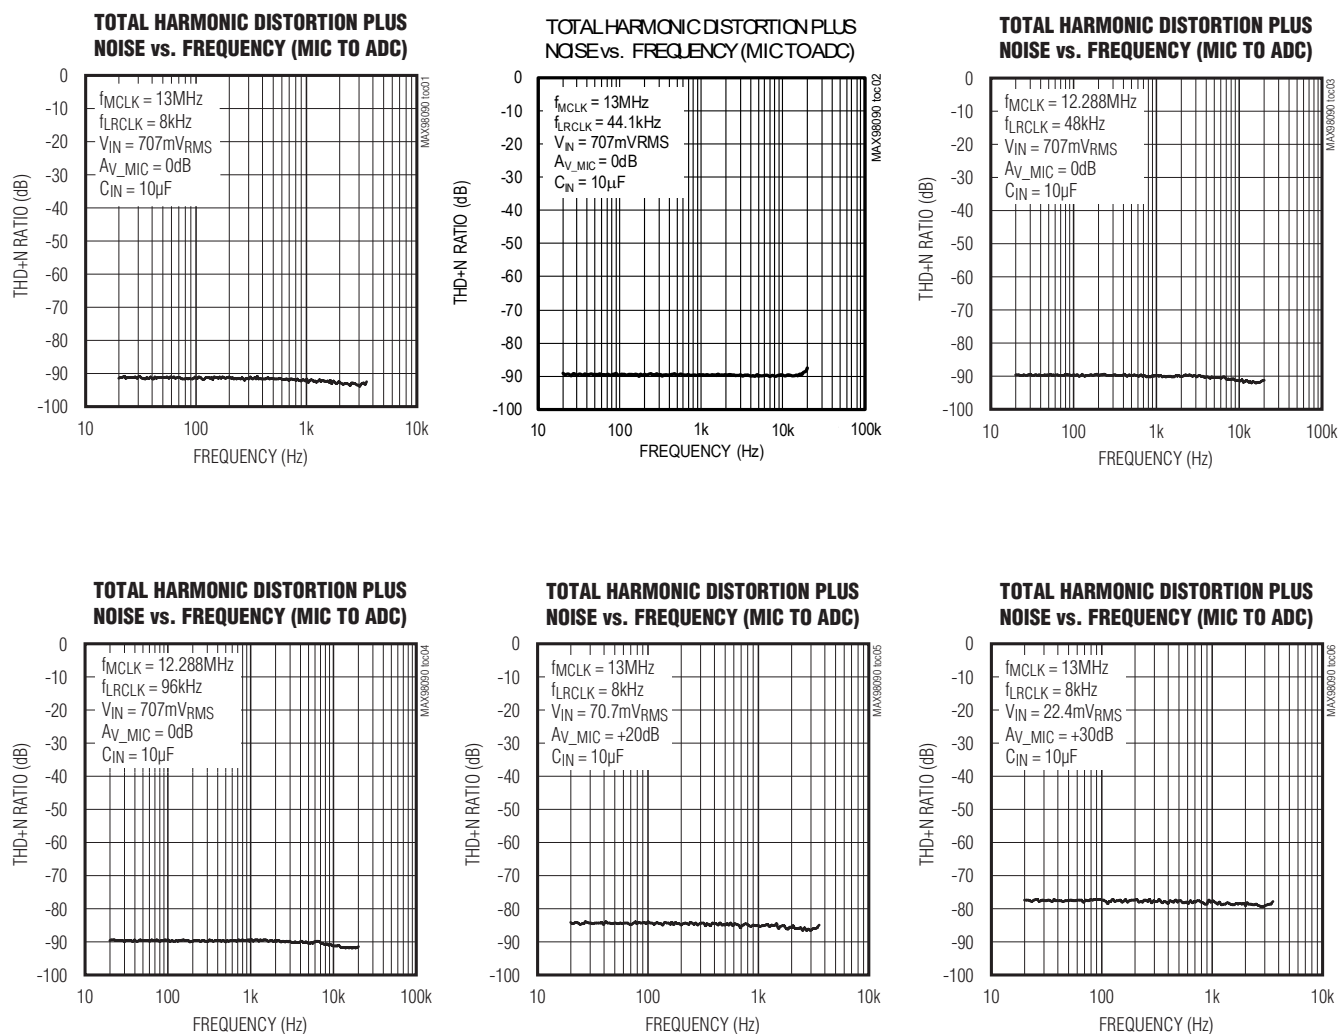 TOTAL HARMONIC DISTORTION PLUS
NOISE vs. FREQUENCY (MIC TO ADC)
MAX98090 toc01
fMCLK = 13MHz
fLRCLK = 8kHz
VIN = 707mVRMS
AV_MIC = 0dB
CIN = 10µF
THD+N RATIO (dB)
0
-10
-20
-30
-40
-50
-60
-70
-80
-90
-100
10 100 1k 10k
FREQUENCY (Hz)
TOTAL HARMONIC DISTORTION PLUS
NOISE vs. FREQUENCY (MIC TO ADC)
MAX98090 toc02
fMCLK = 13MHz
fLRCLK = 44.1kHz
VIN = 707mVRMS
AV_MIC = 0dB
CIN = 10µF
THD+N RATIO (dB)
0
-10
-20
-30
-40
-50
-60
-70
-80
-90
-100
10 100 1k 10k 100k
FREQUENCY (Hz)
TOTAL HARMONIC DISTORTION PLUS
NOISE vs. FREQUENCY (MIC TO ADC)
MAX98090 toc03
fMCLK = 12.288MHz
fLRCLK = 48kHz
VIN = 707mVRMS
AV_MIC = 0dB
CIN = 10µF
THD+N RATIO (dB)
0
-10
-20
-30
-40
-50
-60
-70
-80
-90
-100
10 100 1k 10k 100k
FREQUENCY (Hz)
TOTAL HARMONIC DISTORTION PLUS
NOISE vs. FREQUENCY (MIC TO ADC)
MAX98090 toc04
fMCLK = 12.288MHz
fLRCLK = 96kHz
VIN = 707mVRMS
AV_MIC = 0dB
CIN = 10µF
THD+N RATIO (dB)
0
-10
-20
-30
-40
-50
-60
-70
-80
-90
-100
10 100 1k 10k 100k
FREQUENCY (Hz)
TOTAL HARMONIC DISTORTION PLUS
NOISE vs. FREQUENCY (MIC TO ADC)
MAX98090 toc05
fMCLK = 13MHz
fLRCLK = 8kHz
VIN = 70.7mVRMS
AV_MIC = +20dB
CIN = 10µF
THD+N RATIO (dB)
0
-10
-20
-30
-40
-50
-60
-70
-80
-90
-100
10 100 1k 10k
FREQUENCY (Hz)
TOTAL HARMONIC DISTORTION PLUS
NOISE vs. FREQUENCY (MIC TO ADC)
MAX98090 toc06
fMCLK = 13MHz
fLRCLK = 8kHz
VIN = 22.4mVRMS
AV_MIC = +30dB
CIN = 10µF
THD+N RATIO (dB)
0
-10
-20
-30
-40
-50
-60
-70
-80
-90
-100
10 100 1k 10k
FREQUENCY (Hz)